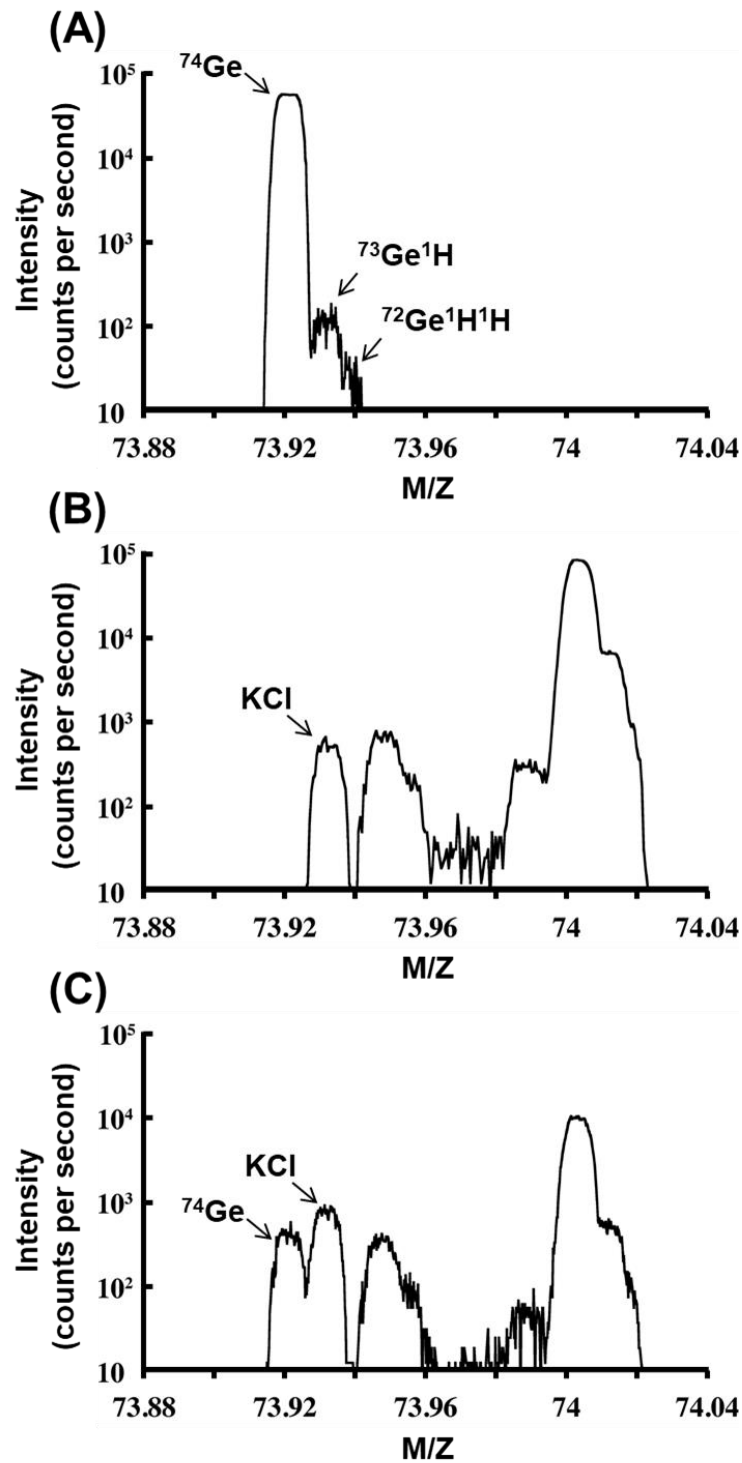 (A)
⁷⁴Ge
10⁵
10⁴
10³
10²
10
Intensity
(counts per second)
⁷³Ge¹H
⁷²Ge¹H¹H
73.88 73.92 73.96 74 74.04
M/Z
(B)
10⁵
10⁴
10³
10²
10
Intensity
(counts per second)
KCl
73.88 73.92 73.96 74 74.04
M/Z
(C)
10⁵
10⁴
10³
10²
10
Intensity
(counts per second)
KCl
⁷⁴Ge
73.88 73.92 73.96 74 74.04
M/Z